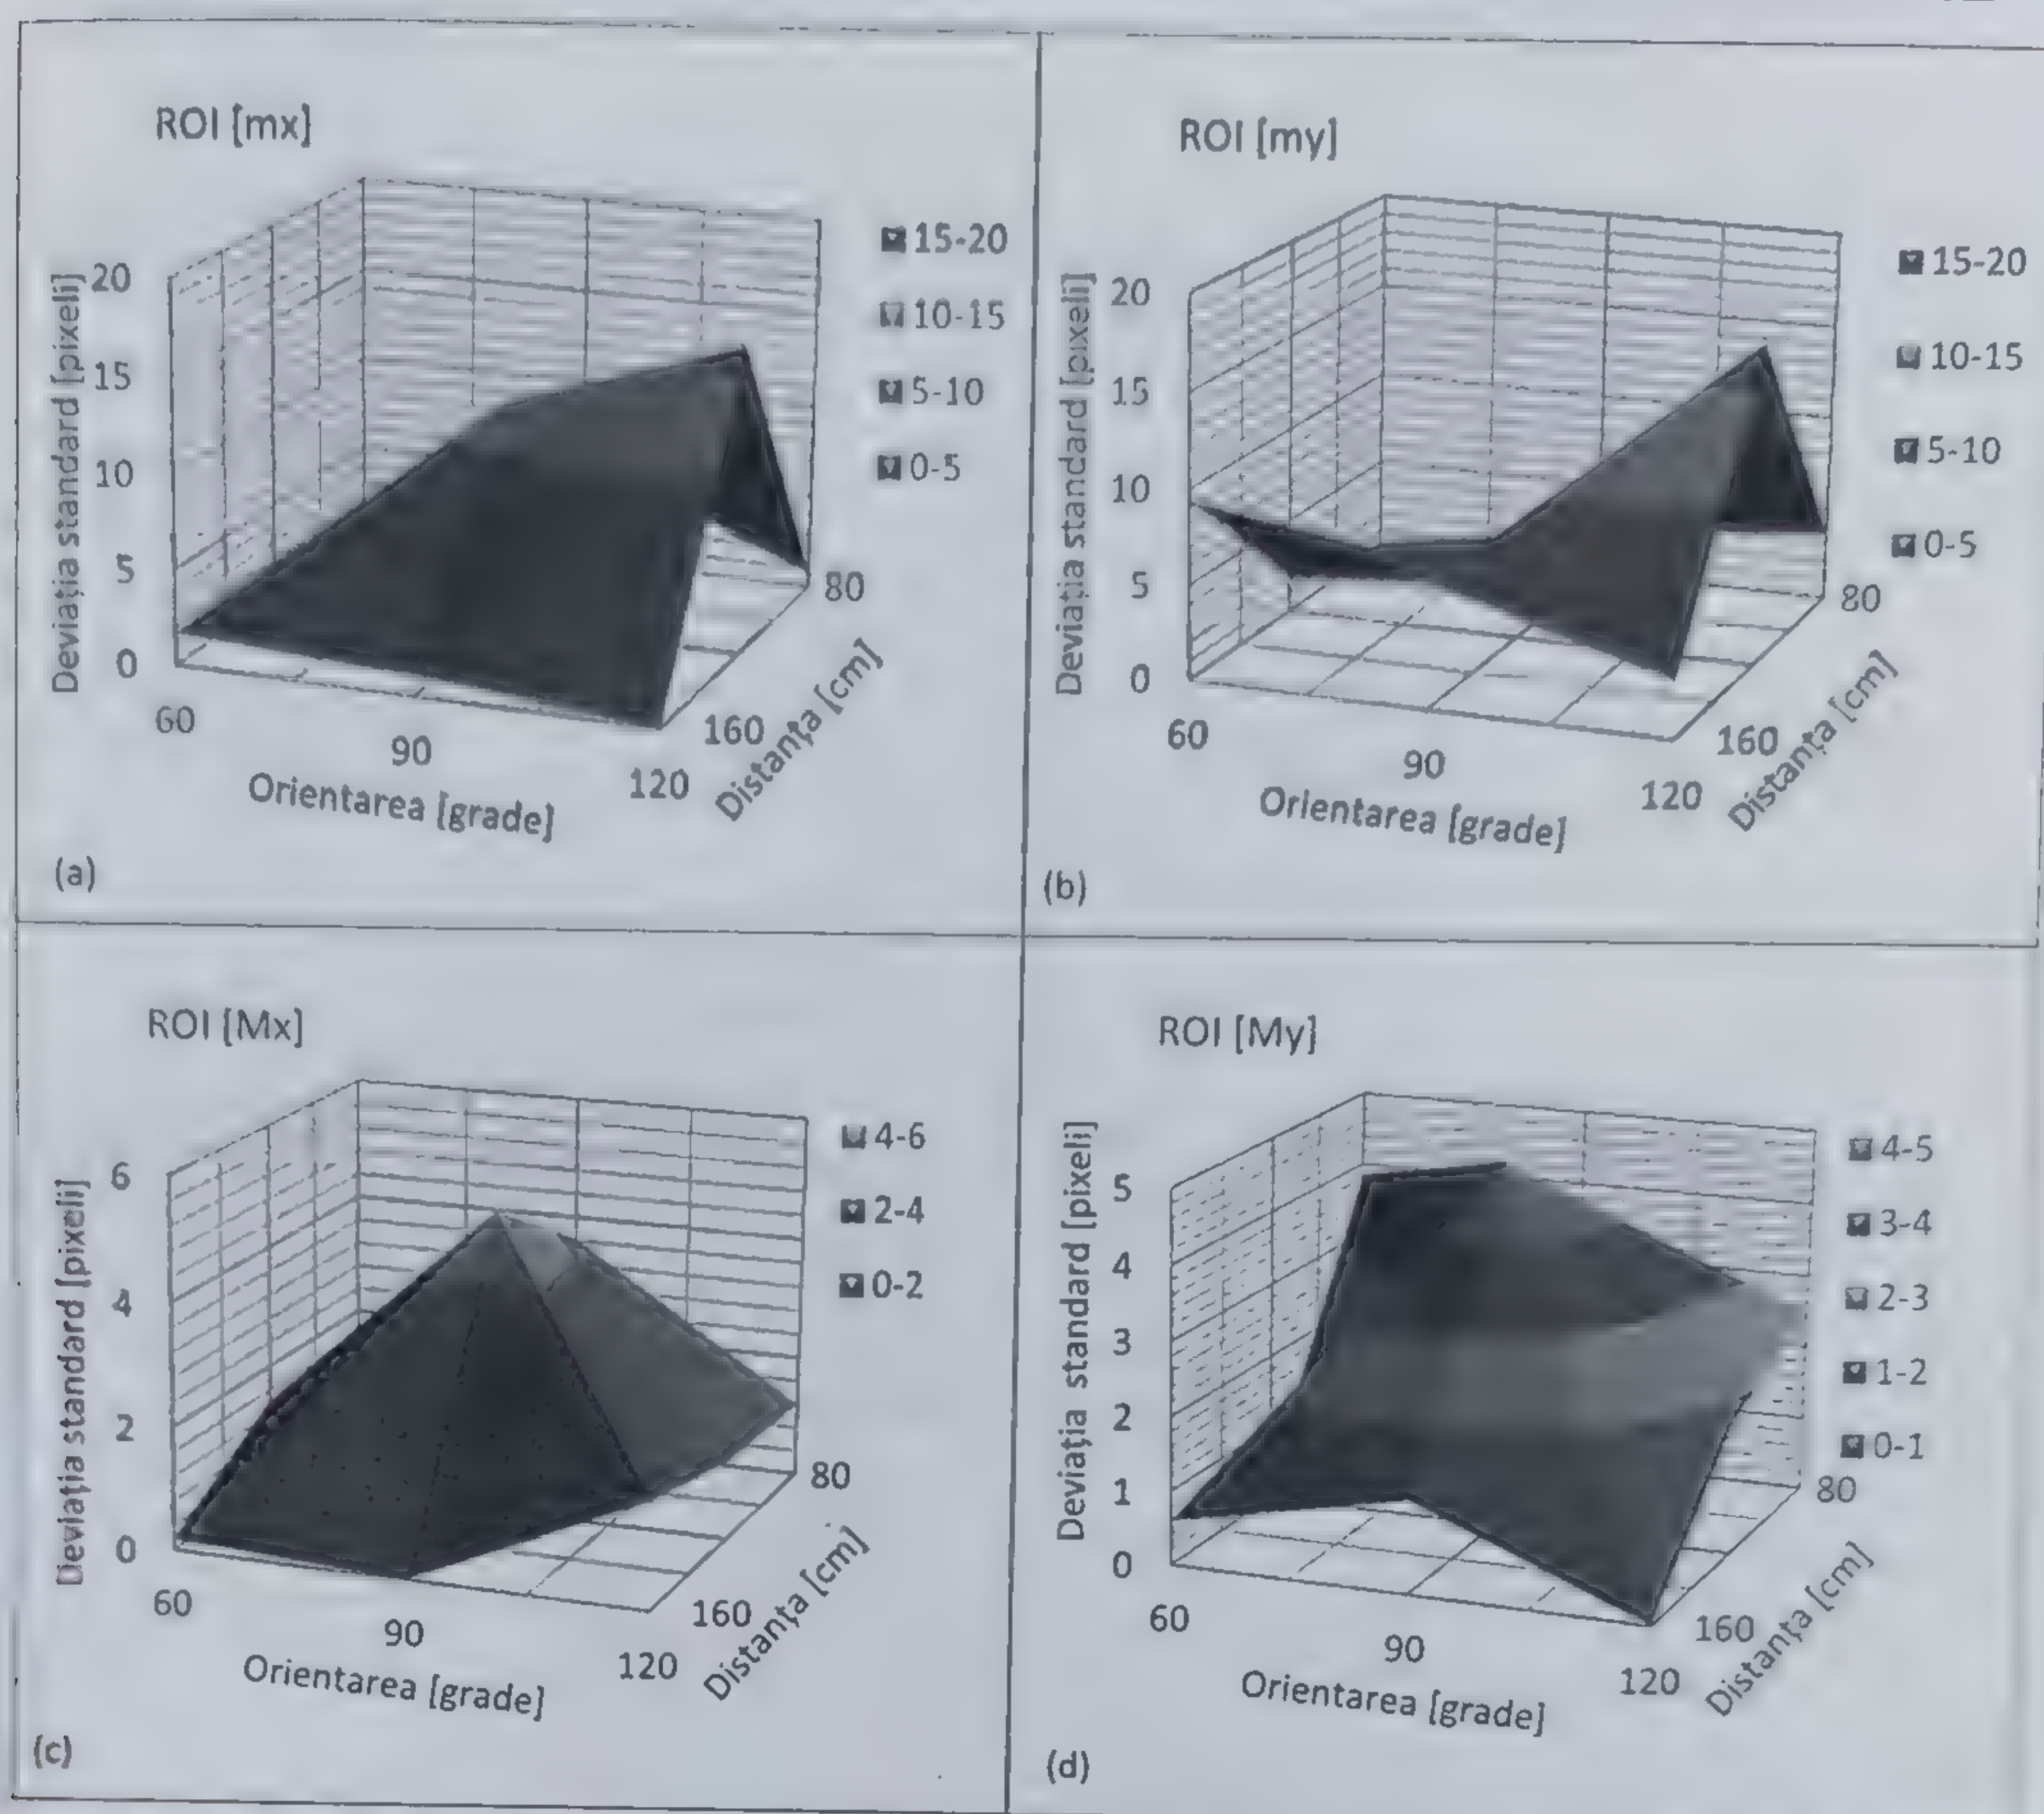 ROI [mx]
Deviația standard [pixeli]
20
15
10
5
0
60
90
120
Orientarea [grade]
160
80
Distanța [cm]
15-20
10-15
5-10
0-5
(a)
ROI [my]
Deviația standard [pixeli]
20
15
10
5
0
60
90
120
Orientarea [grade]
160
80
Distanța [cm]
15-20
10-15
5-10
0-5
(b)
ROI [Mx]
Deviația standard [pixeli]
6
4
2
0
60
90
120
Orientarea [grade]
160
80
Distanța [cm]
4-6
2-4
0-2
(c)
ROI [My]
Deviația standard [pixeli]
5
4
3
2
1
0
60
90
120
Orientarea [grade]
160
80
Distanța [cm]
4-5
3-4
2-3
1-2
0-1
(d)